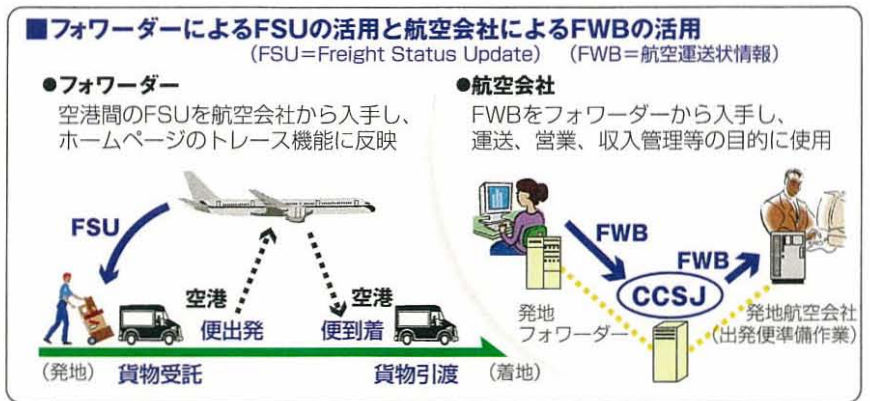 ■フォワーダーによるFSUの活用と航空会社によるFWBの活用
(FSU=Freight Status Update) (FWB=航空運送状情報)
●フォワーダー
空港間のFSUを航空会社から入手し、
ホームページのトレース機能に反映
FSU
空港
便出発
空港
便到着
(発地)
貨物受託
貨物引渡
(着地)
●航空会社
FWBをフォワーダーから入手し、
運送、営業、収入管理等の目的に使用
FWB
FWB
CCSJ
発地
フォワーダー
発地航空会社
(出発便準備作業)